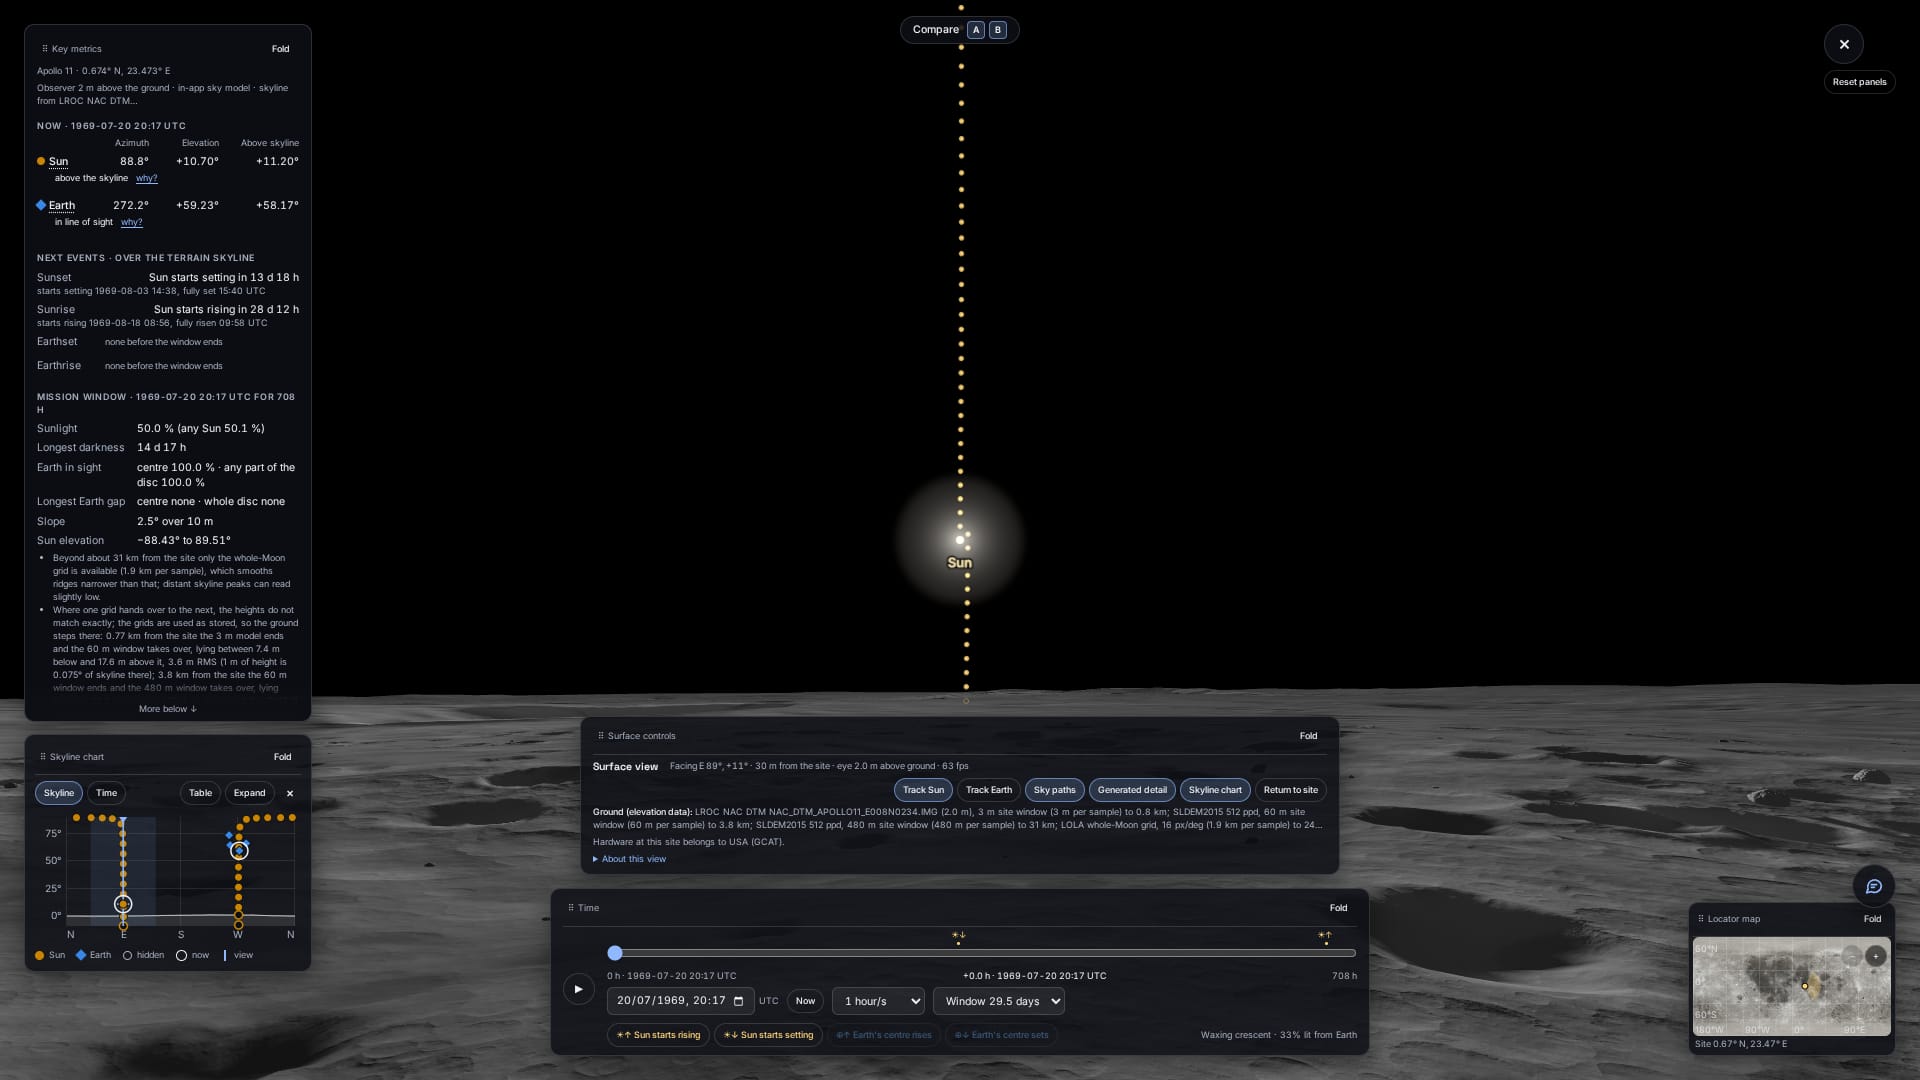 Compare A B
Reset panels
Key metrics Fold
Apollo 11 · 0.674° N, 23.473° E
Observer 2 m above the ground · in-app sky model · skyline
from LROC NAC DTM…
NOW · 1969-07-20 20:17 UTC
Azimuth Elevation Above skyline
Sun 88.8° +10.70° +11.20°
above the skyline why?
Earth 272.2° +59.23° +58.17°
in line of sight why?
NEXT EVENTS · OVER THE TERRAIN SKYLINE
Sunset Sun starts setting in 13 d 18 h
starts setting 1969-08-03 14:38, fully set 15:40 UTC
Sunrise Sun starts rising in 28 d 12 h
starts rising 1969-08-18 08:56, fully risen 09:58 UTC
Earthset none before the window ends
Earthrise none before the window ends
MISSION WINDOW · 1969-07-20 20:17 UTC FOR 708
H
Sunlight 50.0 % (any Sun 50.1 %)
Longest darkness 14 d 17 h
Earth in sight centre 100.0 % · any part of the
disc 100.0 %
Longest Earth gap centre none · whole disc none
Slope 2.5° over 10 m
Sun elevation −88.43° to 89.51°
• Beyond about 31 km from the site only the whole-Moon
grid is available (1.9 km per sample), which smooths
ridges narrower than that; distant skyline peaks can read
slightly low.
• Where one grid hands over to the next, the heights do not
match exactly; the grids are used as stored, so the ground
steps there: 0.77 km from the site the 3 m model ends
and the 60 m window takes over, lying between 7.4 m
below and 17.6 m above it, 3.6 m RMS (1 m of height is
0.075° of skyline there); 3.8 km from the site the 60 m
window ends and the 480 m window takes over, lying
More below ↓
Sun
Skyline chart Fold
Skyline Time Table Expand ×
75°
50°
25°
0°
N E S W N
Sun Earth hidden now view
Surface controls Fold
Surface view Facing E 89°, +11° · 30 m from the site · eye 2.0 m above ground · 63 fps
Track Sun Track Earth Sky paths Generated detail Skyline chart Return to site
Ground (elevation data): LROC NAC DTM NAC_DTM_APOLLO11_E008N0234.IMG (2.0 m), 3 m site window (3 m per sample) to 0.8 km; SLDEM2015 512 ppd, 60 m site
window (60 m per sample) to 3.8 km; SLDEM2015 512 ppd, 480 m site window (480 m per sample) to 31 km; LOLA whole-Moon grid, 16 px/deg (1.9 km per sample) to 24…
Hardware at this site belongs to USA (GCAT).
▶ About this view
Time Fold
☀↓ ☀↑
0 h · 1969-07-20 20:17 UTC +0.0 h · 1969-07-20 20:17 UTC 708 h
20/07/1969, 20:17 UTC Now 1 hour/s Window 29.5 days
☀↑ Sun starts rising ☀↓ Sun starts setting ⊕↑ Earth's centre rises ⊕↓ Earth's centre sets Waxing crescent · 33% lit from Earth
Locator map Fold
60°N
0°
60°S
180°W 90°W 0° 90°E
− +
Site 0.67° N, 23.47° E